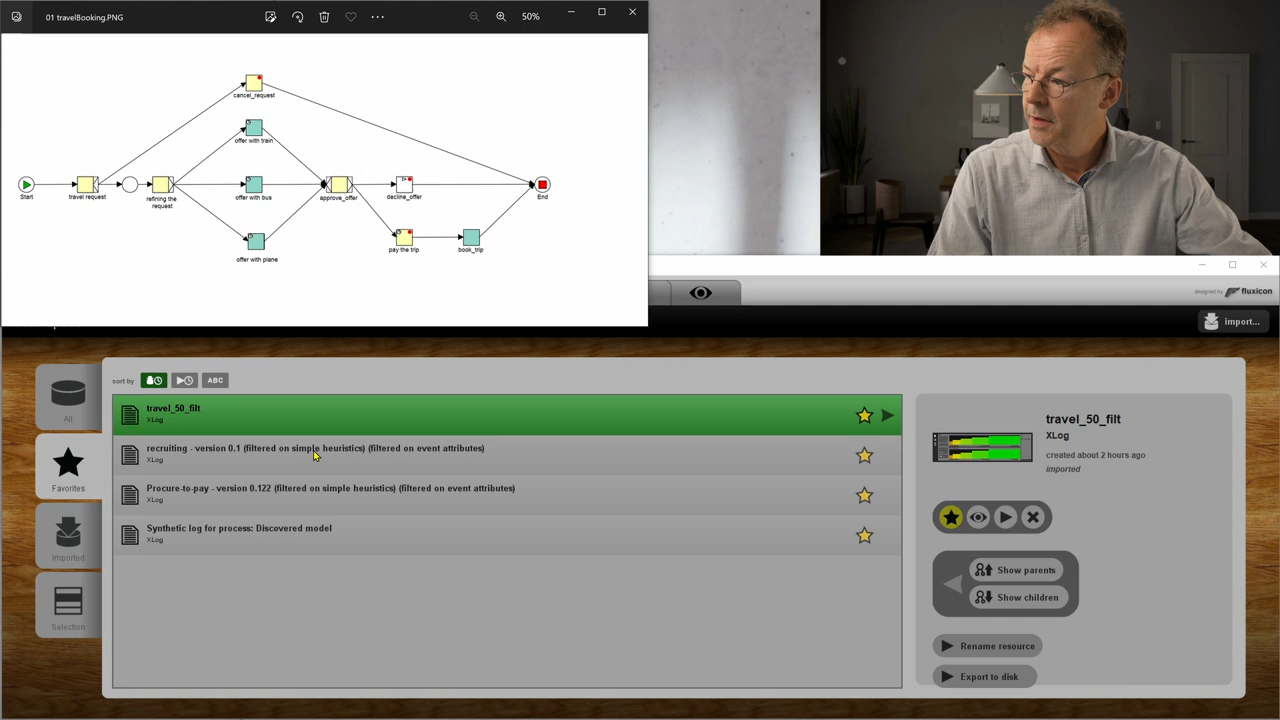 01 travelBooking.PNG
50%
cancel_request
offer with train
Start
travel request
refining the
request
offer with bus
approve_offer
decline_offer
End
pay the trip
book_trip
offer with plane
designed by fluxicon
import...
sort by
ABC
All
Favorites
Imported
Selection
travel_50_filt
XLog
recruiting - version 0.1 (filtered on simple heuristics) (filtered on event attributes)
XLog
Procure-to-pay - version 0.122 (filtered on simple heuristics) (filtered on event attributes)
XLog
Synthetic log for process: Discovered model
XLog
travel_50_filt
XLog
created about 2 hours ago
imported
Show parents
Show children
Rename resource
Export to disk